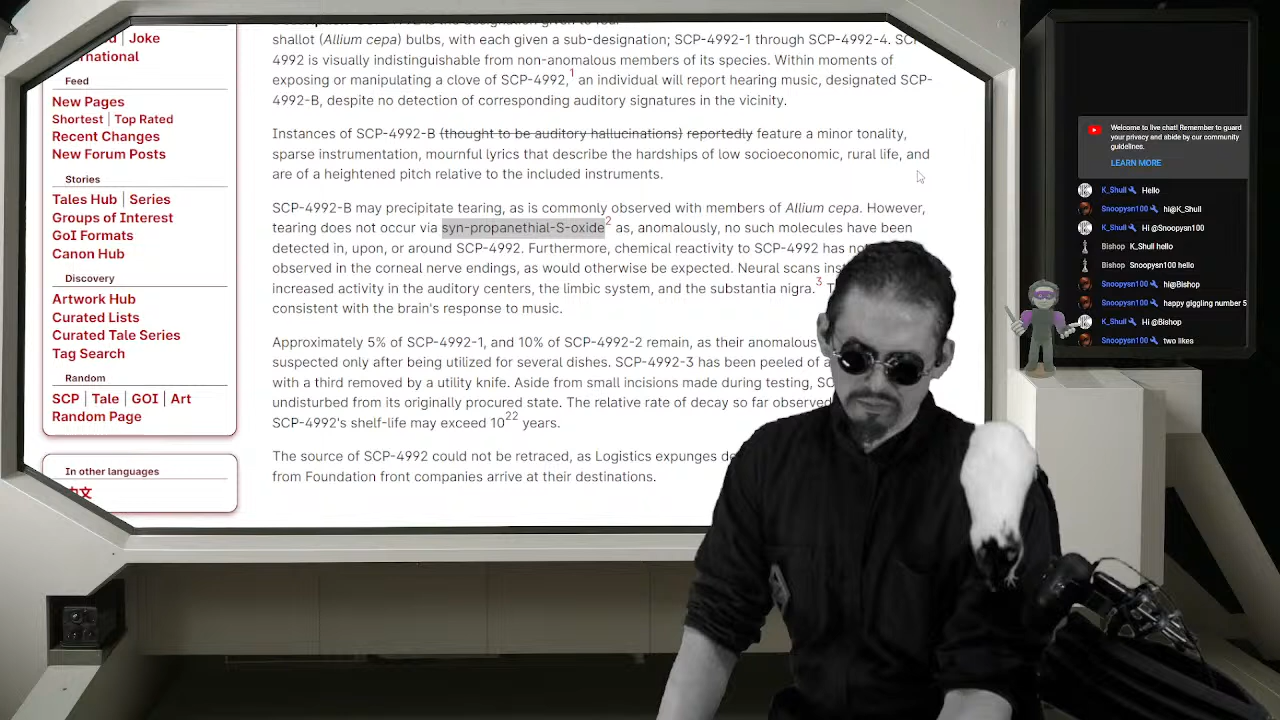 Joke
ernational
Feed
New Pages
Shortest | Top Rated
Recent Changes
New Forum Posts
Stories
Tales Hub | Series
Groups of Interest
GoI Formats
Canon Hub
Discovery
Artwork Hub
Curated Lists
Curated Tale Series
Tag Search
Random
SCP | Tale | GOI | Art
Random Page
In other languages
中文
shallot (Allium cepa) bulbs, with each given a sub-designation; SCP-4992-1 through SCP-4992-4. SCP-
4992 is visually indistinguishable from non-anomalous members of its species. Within moments of
exposing or manipulating a clove of SCP-4992,1 an individual will report hearing music, designated SCP-
4992-B, despite no detection of corresponding auditory signatures in the vicinity.
Instances of SCP-4992-B (thought to be auditory hallucinations) reportedly feature a minor tonality,
sparse instrumentation, mournful lyrics that describe the hardships of low socioeconomic, rural life, and
are of a heightened pitch relative to the included instruments.
SCP-4992-B may precipitate tearing, as is commonly observed with members of Allium cepa. However,
tearing does not occur via syn-propanethial-S-oxide2 as, anomalously, no such molecules have been
detected in, upon, or around SCP-4992. Furthermore, chemical reactivity to SCP-4992 has no
observed in the corneal nerve endings, as would otherwise be expected. Neural scans ins
increased activity in the auditory centers, the limbic system, and the substantia nigra.3
consistent with the brain's response to music.
Approximately 5% of SCP-4992-1, and 10% of SCP-4992-2 remain, as their anomalous
suspected only after being utilized for several dishes. SCP-4992-3 has been peeled of a
with a third removed by a utility knife. Aside from small incisions made during testing, SC
undisturbed from its originally procured state. The relative rate of decay so far observed
SCP-4992's shelf-life may exceed 1022 years.
The source of SCP-4992 could not be retraced, as Logistics expunges de
from Foundation front companies arrive at their destinations.
Welcome to live chat! Remember to guard
your privacy and abide by our community
guidelines.
LEARN MORE
K_Shull Hello
Snoopysn100 hi@K_Shull
K_Shull Hi @Snoopysn100
Bishop K_Shull hello
Bishop Snoopysn100 hello
Snoopysn100 hi@Bishop
Snoopysn100 happy giggling number 5
K_Shull Hi @Bishop
Snoopysn100 two likes